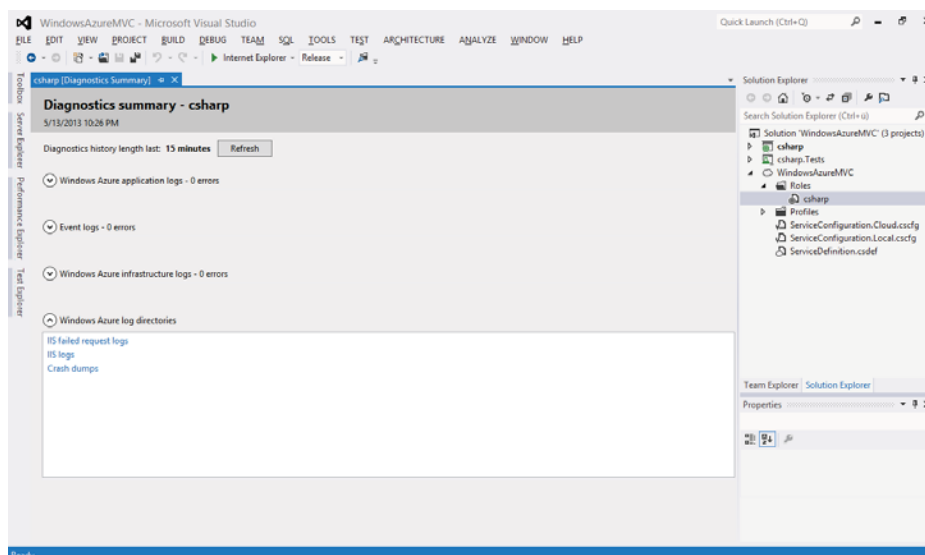 WindowsAzureMVC - Microsoft Visual Studio
Quick Launch (Ctrl+Q)
FILE EDIT VIEW PROJECT BUILD DEBUG TEAM SQL TOOLS TEST ARCHITECTURE ANALYZE WINDOW HELP
Internet Explorer Release
Toolbox
Server Explorer
Performance Explorer
Test Explorer
csharp [Diagnostics Summary]
Diagnostics summary - csharp
5/13/2013 10:26 PM
Diagnostics history length last: 15 minutes Refresh
Windows Azure application logs - 0 errors
Event logs - 0 errors
Windows Azure infrastructure logs - 0 errors
Windows Azure log directories
IIS failed request logs
IIS logs
Crash dumps
Solution Explorer
Search Solution Explorer (Ctrl+ü)
Solution 'WindowsAzureMVC' (3 projects)
csharp
csharp.Tests
WindowsAzureMVC
Roles
csharp
Profiles
ServiceConfiguration.Cloud.cscfg
ServiceConfiguration.Local.cscfg
ServiceDefinition.csdef
Team Explorer Solution Explorer
Properties
Ready